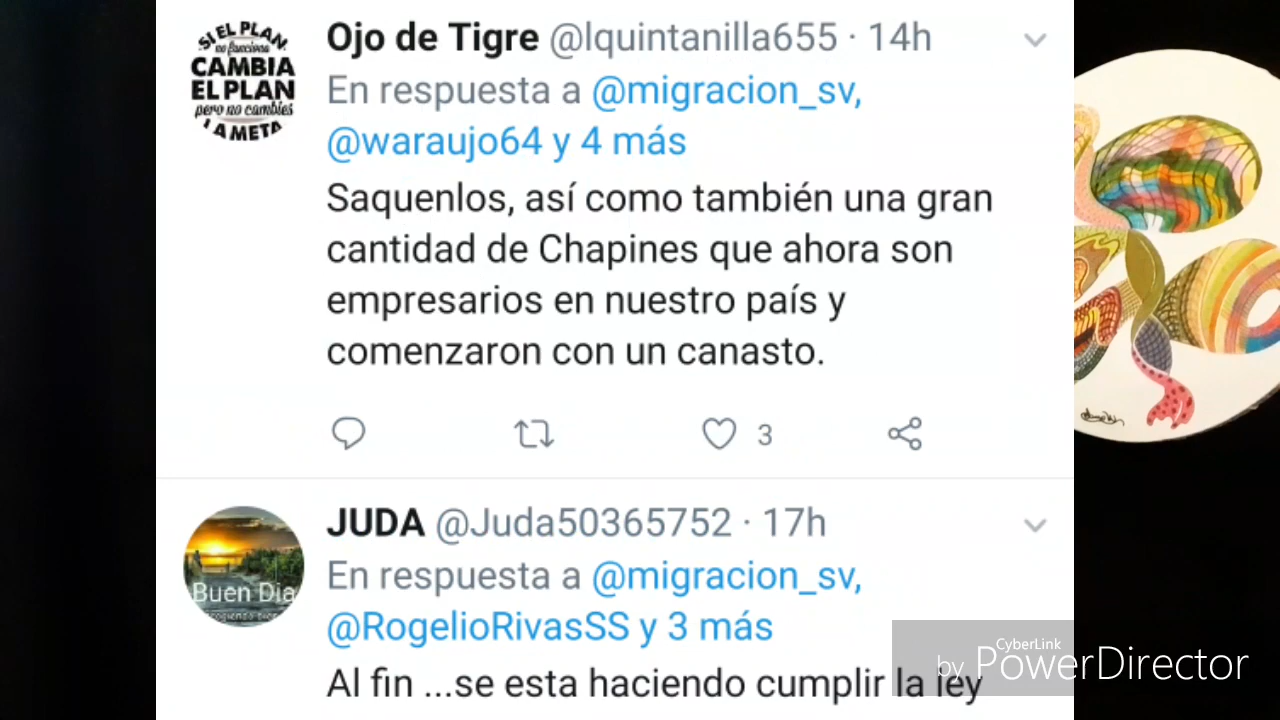 SI EL PLAN
no funciona
CAMBIA
EL PLAN
pero no cambies
LA META
Ojo de Tigre @lquintanilla655 · 14h
En respuesta a @migracion_sv,
@waraujo64 y 4 más
Saquenlos, así como también una gran
cantidad de Chapines que ahora son
empresarios en nuestro país y
comenzaron con un canasto.
3
JUDA @Juda50365752 · 17h
Buen Dia
En respuesta a @migracion_sv,
@RogelioRivasSS y 3 más
Al fin ...se esta haciendo cumplir la ley
CyberLink
by PowerDirector